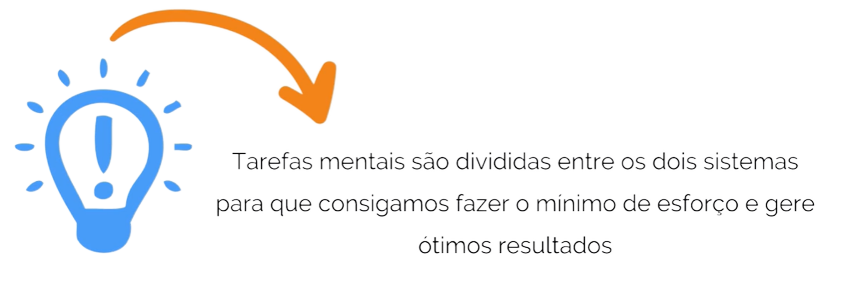 Tarefas mentais são divididas entre os dois sistemas
para que consigamos fazer o mínimo de esforço e gere
ótimos resultados